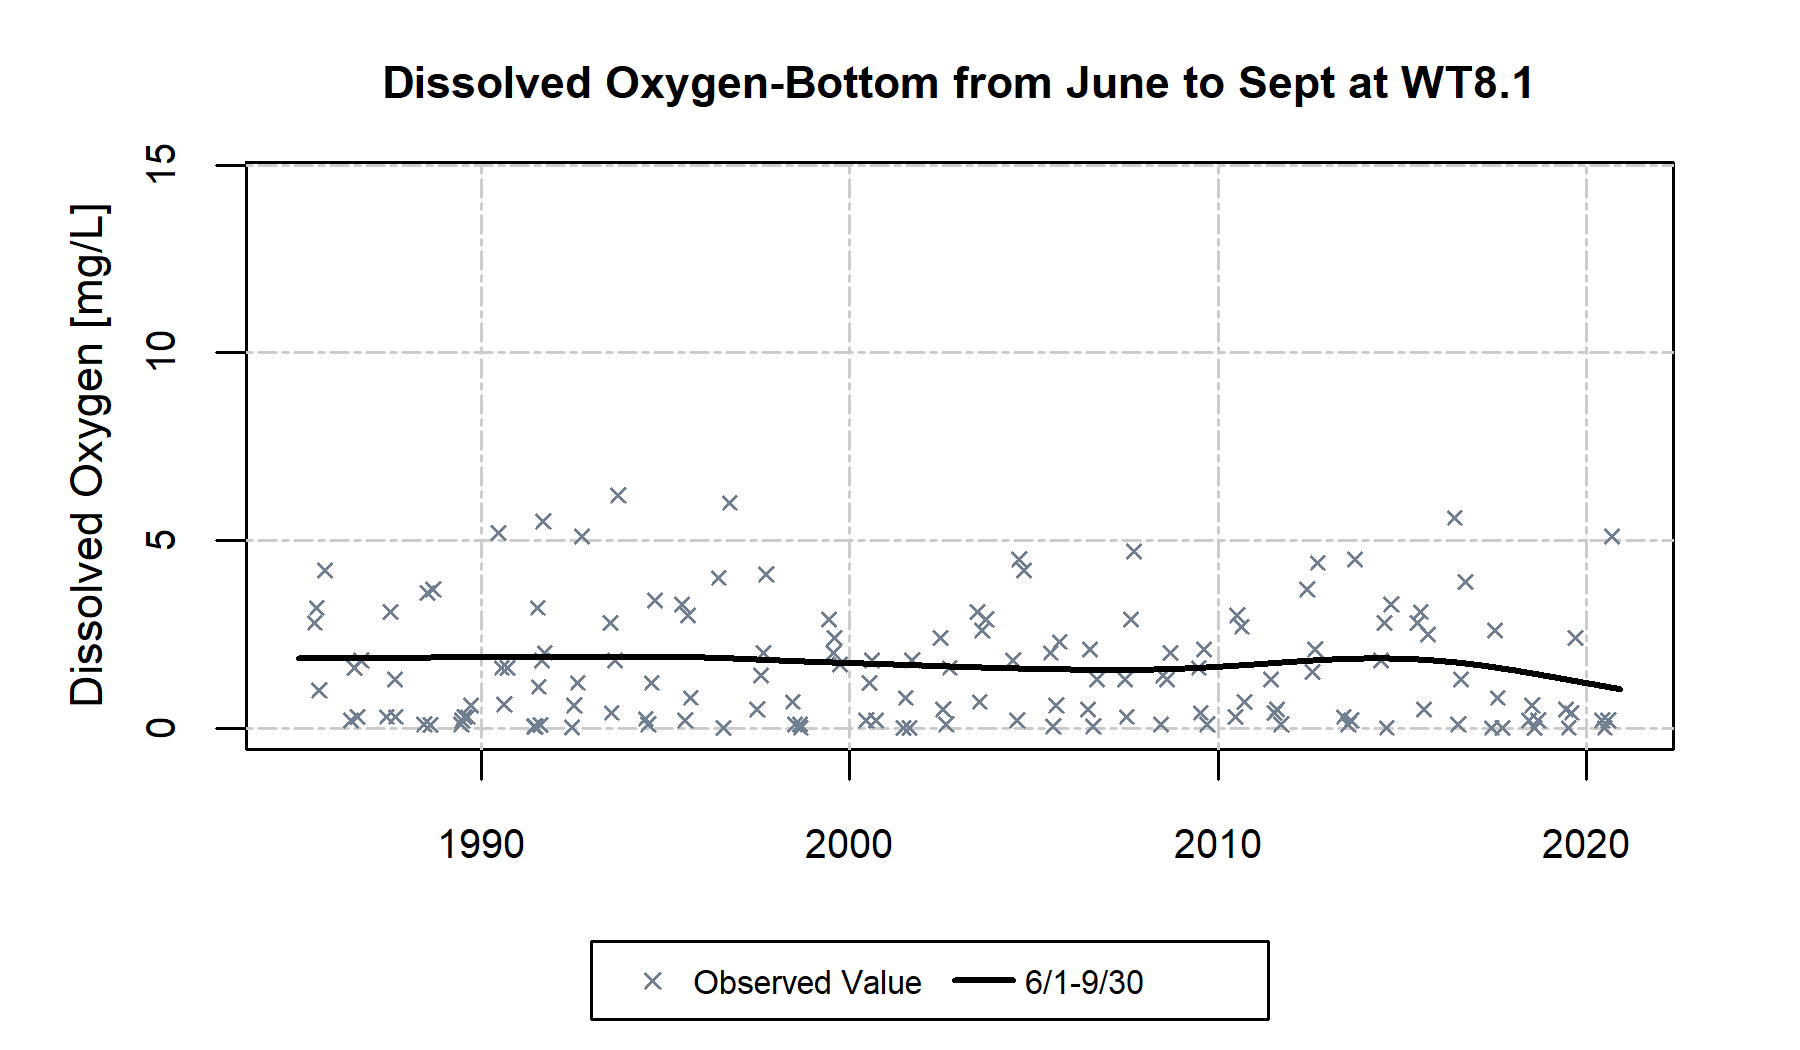 Dissolved Oxygen-Bottom from June to Sept at WT8.1
Dissolved Oxygen [mg/L]
15
10
5
0
1990 2000 2010 2020
Observed Value 6/1-9/30